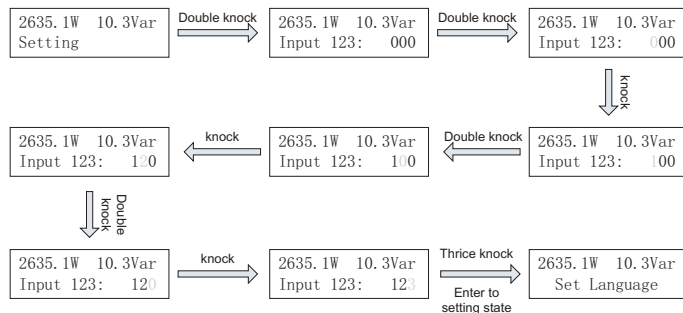 2635.1W 10.3Var
Setting
Double knock
2635.1W 10.3Var
Input 123: 000
Double knock
2635.1W 10.3Var
Input 123: 000
knock
2635.1W 10.3Var
Input 123: 100
Double knock
2635.1W 10.3Var
Input 123: 100
knock
2635.1W 10.3Var
Input 123: 120
Double
knock
2635.1W 10.3Var
Input 123: 120
knock
2635.1W 10.3Var
Input 123: 123
Thrice knock
Enter to
setting state
2635.1W 10.3Var
Set Language